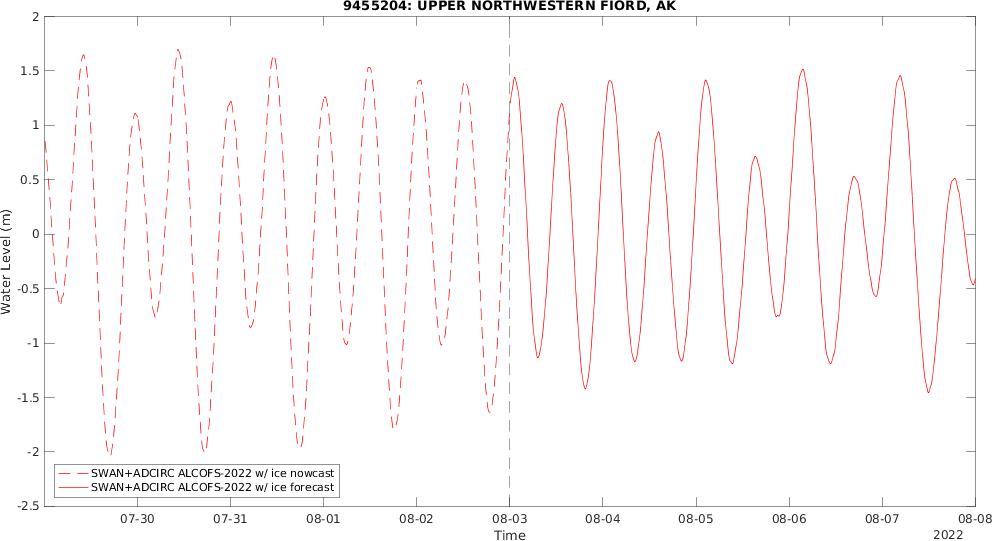 9455204: UPPER NORTHWESTERN FIORD, AK
2
1.5
1
0.5
0
-0.5
-1
-1.5
-2
-2.5
Water Level (m)
SWAN+ADCIRC ALCOFS-2022 w/ ice nowcast
SWAN+ADCIRC ALCOFS-2022 w/ ice forecast
07-30 07-31 08-01 08-02 08-03 08-04 08-05 08-06 08-07 08-08
Time
2022